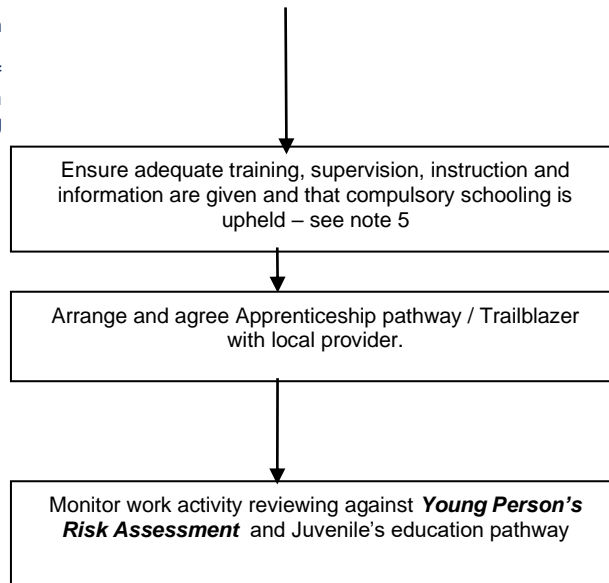 Ensure adequate training, supervision, instruction and
information are given and that compulsory schooling is
upheld – see note 5
Arrange and agree Apprenticeship pathway / Trailblazer
with local provider.
Monitor work activity reviewing against Young Person's
Risk Assessment and Juvenile's education pathway